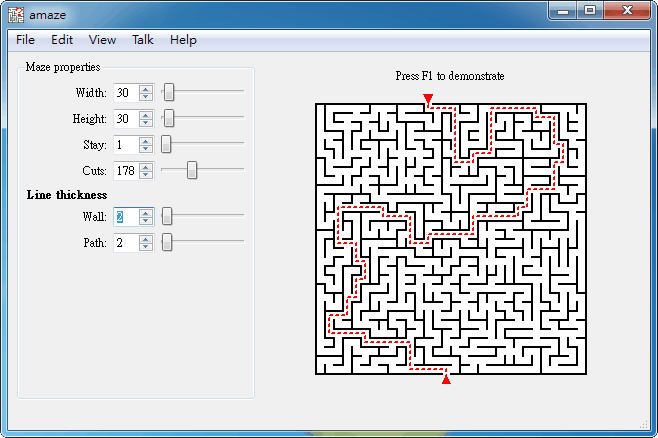 amaze
File Edit View Talk Help
Maze properties
Press F1 to demonstrate
Width: 30
Height: 30
Stay: 1
Cuts: 178
Line thickness
Wall: 2
Path: 2